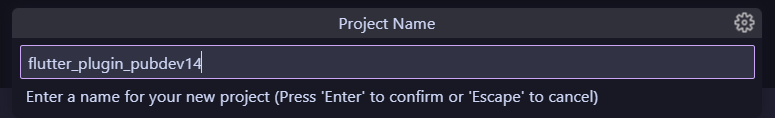 Project Name
flutter_plugin_pubdev14
Enter a name for your new project (Press 'Enter' to confirm or 'Escape' to cancel)